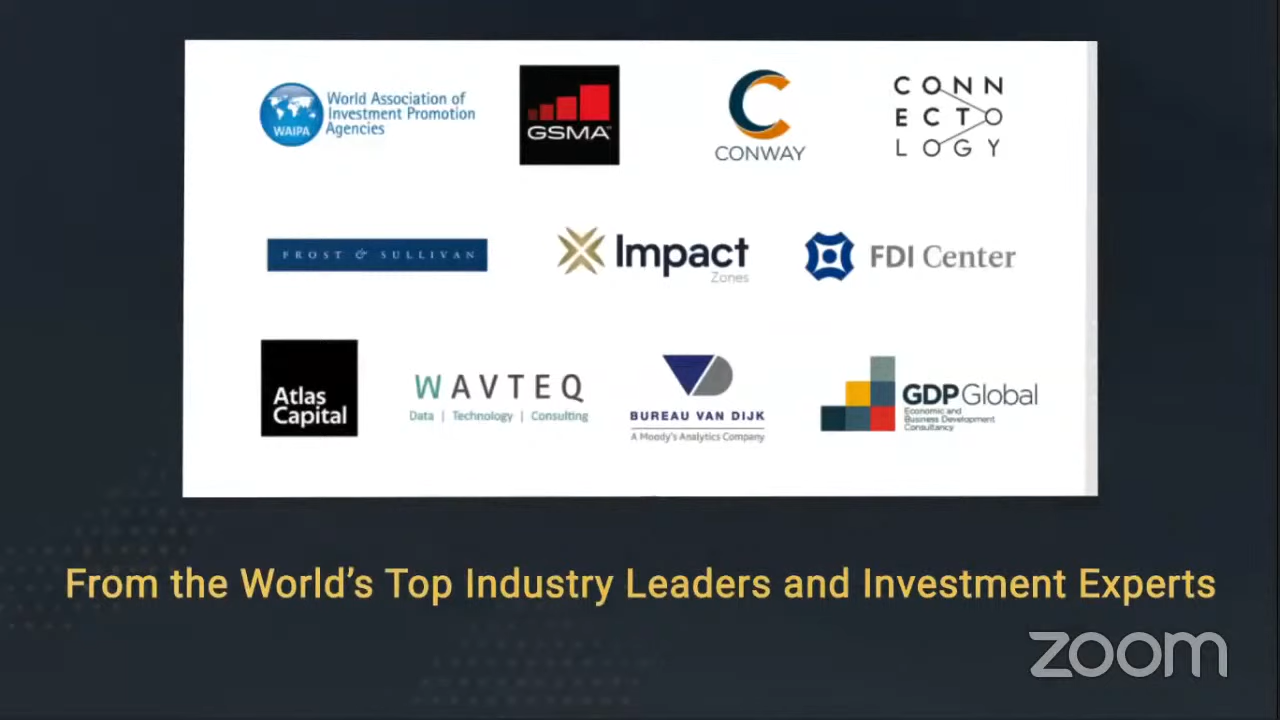 World Association of
Investment Promotion
Agencies
WAIPA
GSMA™
CONWAY
CONN
ECTO
LOGY
FROST & SULLIVAN
Impact
Zones
FDI Center
Atlas
Capital
WAVTEQ
Data | Technology | Consulting
BUREAU VAN DIJK
A Moody's Analytics Company
GDP Global
Economic and
Business Development
Consultancy
From the World's Top Industry Leaders and Investment Experts
zoom